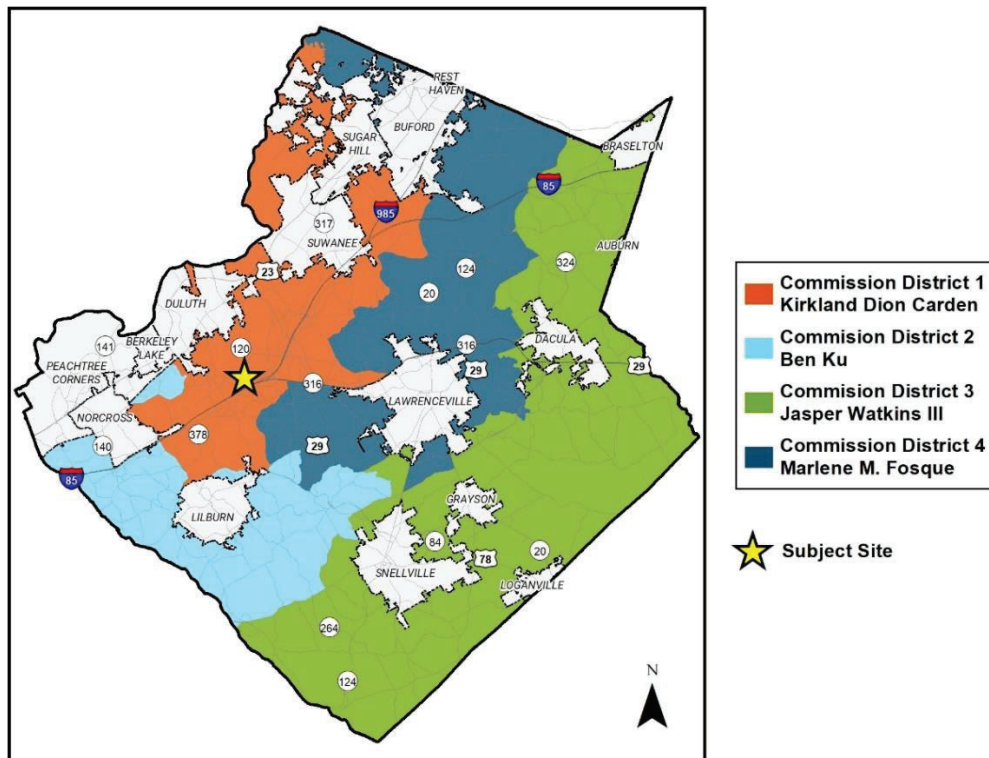 REST
HAVEN
BUFORD
SUGAR
HILL
BRASELTON
85
985
317
SUWANEE
AUBURN
324
23
124
20
DULUTH
BERKELEY
LAKE
141
PEACHTREE
CORNERS
120
316
DACULA
29
316
29
LAWRENCEVILLE
NORCROSS
378
29
140
85
LILBURN
GRAYSON
84
78
20
SNELLVILLE
LOGANVILLE
264
124
N
Commission District 1
Kirkland Dion Carden
Commision District 2
Ben Ku
Commision District 3
Jasper Watkins III
Commission District 4
Marlene M. Fosque
Subject Site